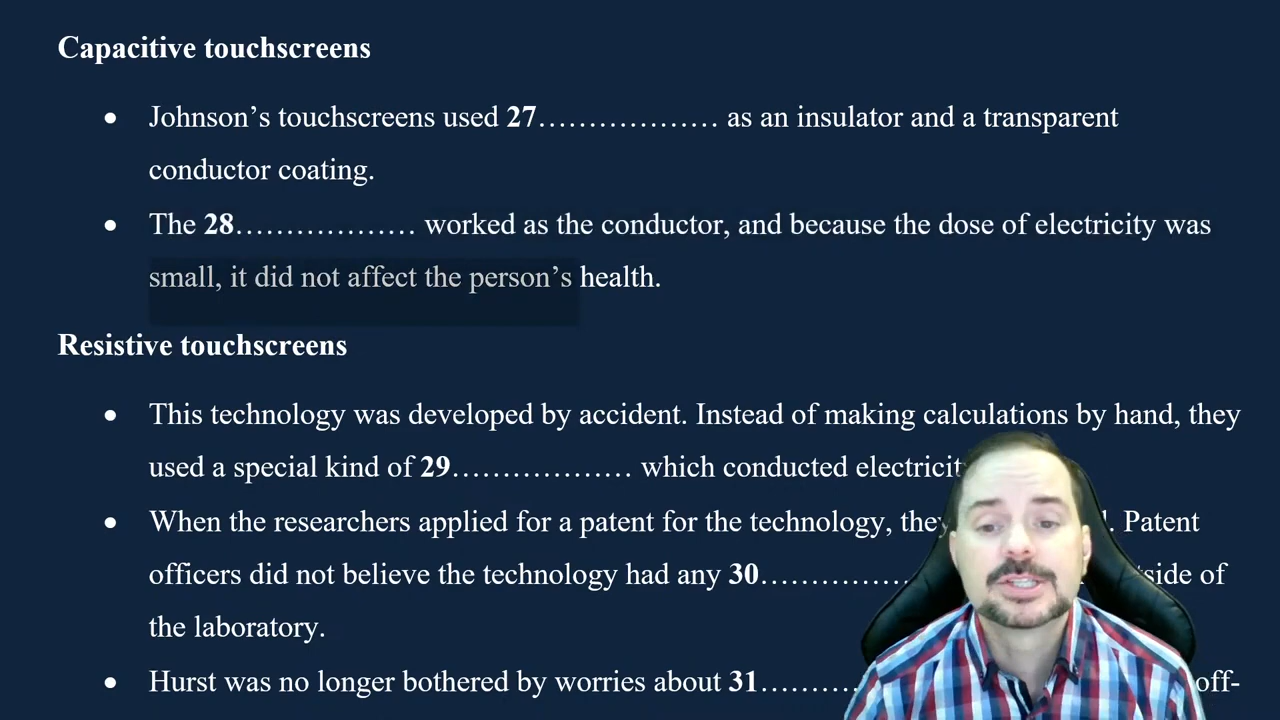 Capacitive touchscreens
• Johnson’s touchscreens used 27.................. as an insulator and a transparent
conductor coating.
• The 28.................. worked as the conductor, and because the dose of electricity was
small, it did not affect the person’s health.
Resistive touchscreens
• This technology was developed by accident. Instead of making calculations by hand, they
used a special kind of 29.................. which conducted
• When the researchers applied for a patent for the technology, Patent
officers did not believe the technology had any 30............... of
the laboratory.
• Hurst was no longer bothered by worries about 31.......... off-